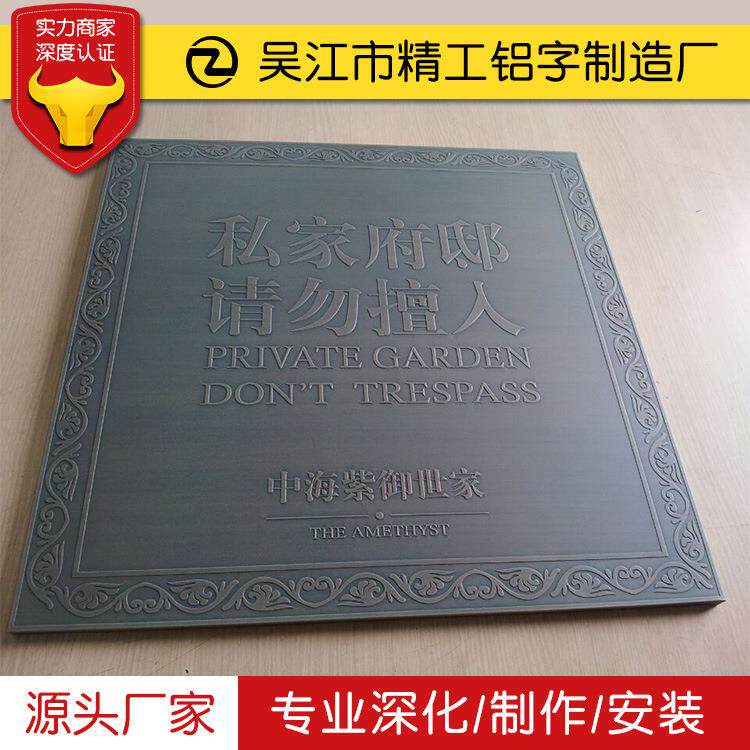 实力商家
深度认证
吴江市精工铝字制造厂
私家府邸
请勿擅入
PRIVATE GARDEN
DON'T TRESPASS
中海紫御世家
THE AMETHYST
源头厂家
专业深化/制作/安装